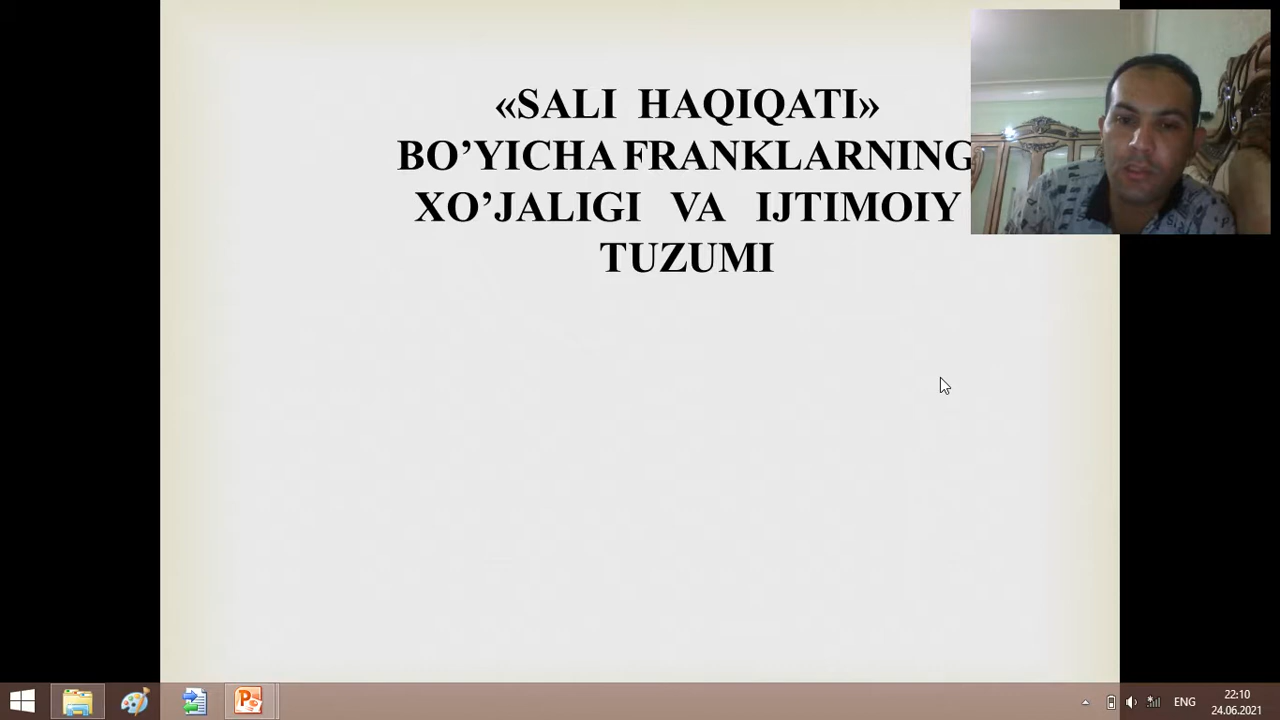 «SALI HAQIQATI»
BO’YICHA FRANKLARNING
XO’JALIGI VA IJTIMOIY
TUZUMI
ENG
22:10
24.06.2021